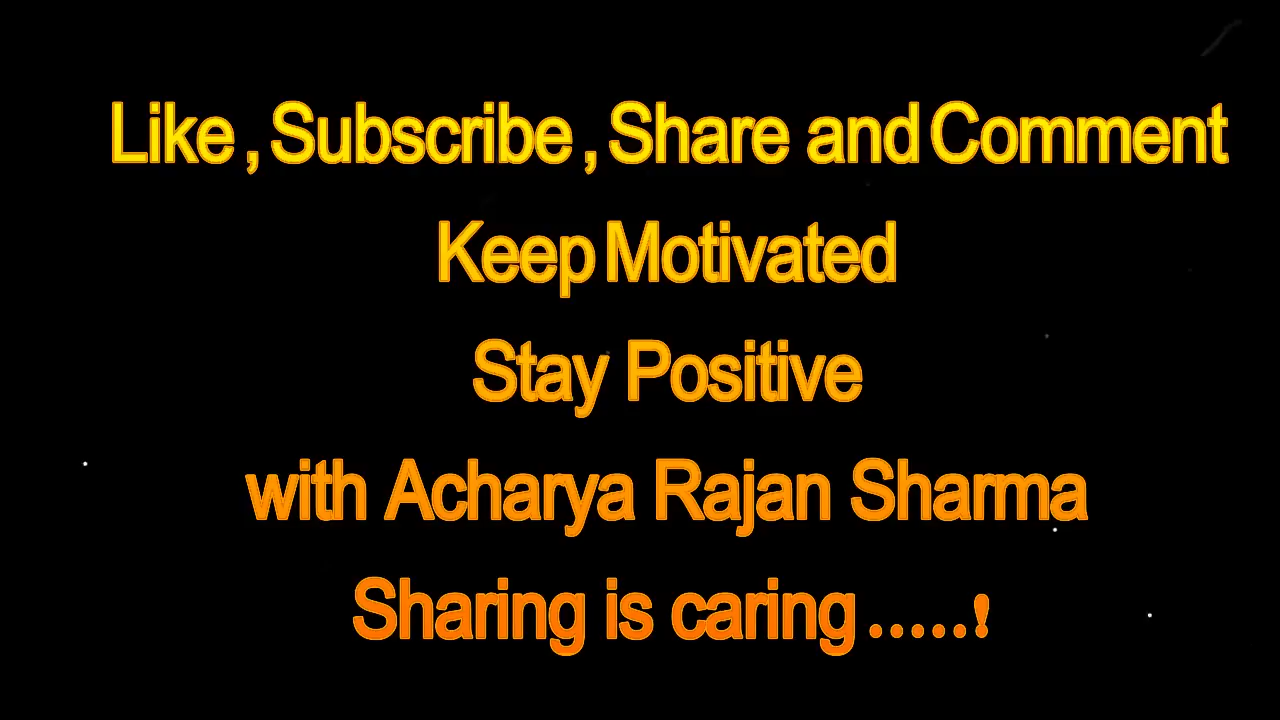 Like , Subscribe , Share and Comment
Keep Motivated
Stay Positive
with Acharya Rajan Sharma
Sharing is caring .....!